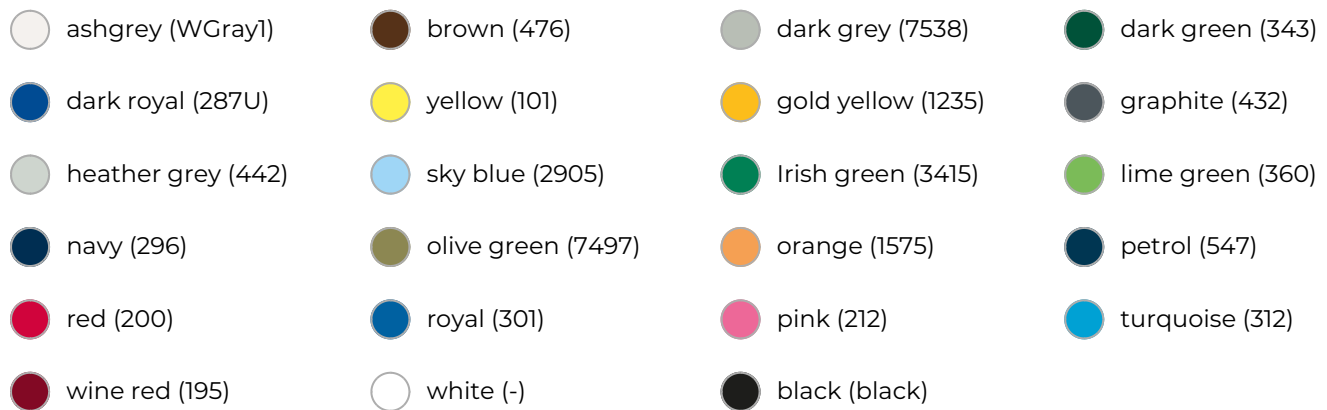 ashgrey (WGray1)
brown (476)
dark grey (7538)
dark green (343)
dark royal (287U)
yellow (101)
gold yellow (1235)
graphite (432)
heather grey (442)
sky blue (2905)
Irish green (3415)
lime green (360)
navy (296)
olive green (7497)
orange (1575)
petrol (547)
red (200)
royal (301)
pink (212)
turquoise (312)
wine red (195)
white (-)
black (black)